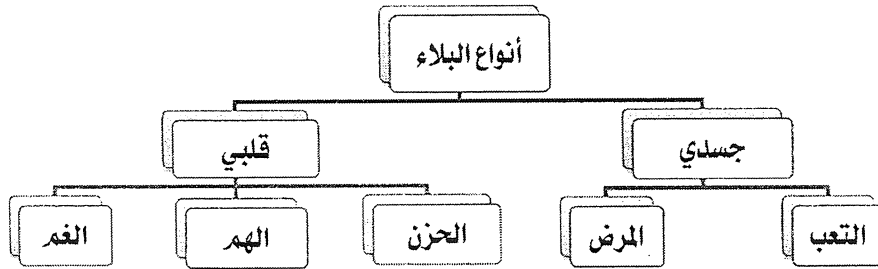 أنواع البلاء
جسدي
قلبي
التعب
المرض
الحزن
الهم
الغم